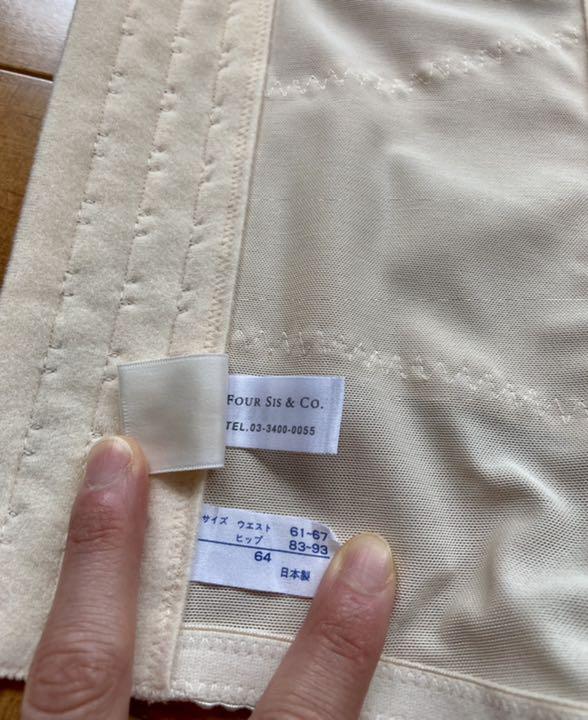 FOUR SIS & CO.
TEL.03-3400-0055
サイズ ウエスト 61~67
ヒップ 83~93
64
日本製